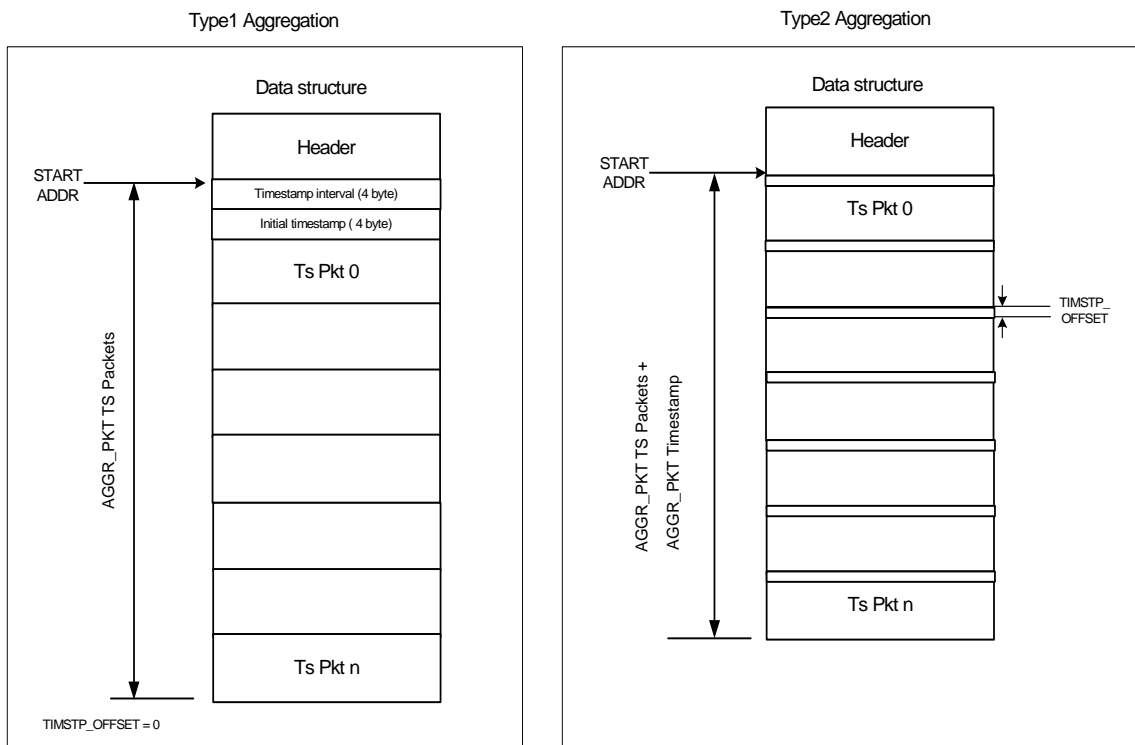 Type1 Aggregation
Data structure
Header
START
ADDR
Timestamp interval (4 byte)
Initial timestamp ( 4 byte)
Ts Pkt 0
AGGR_PKT TS Packets
Ts Pkt n
TIMSTP_OFFSET = 0
Type2 Aggregation
Data structure
Header
START
ADDR
Ts Pkt 0
TIMSTP_
OFFSET
AGGR_PKT TS Packets +
AGGR_PKT Timestamp
Ts Pkt n